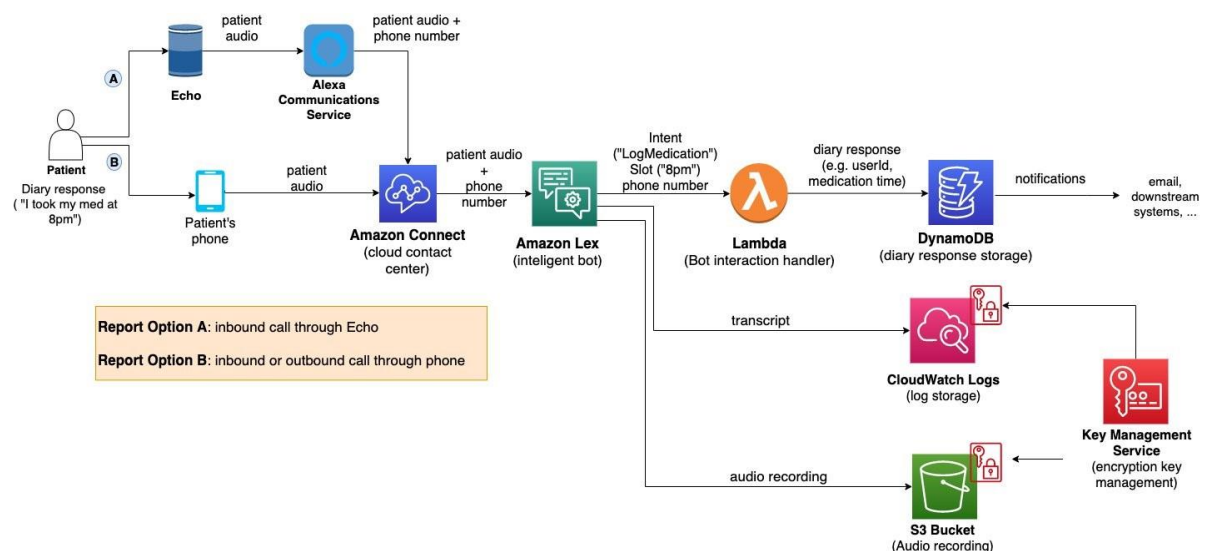 patient
audio
patient audio +
phone number
A
Echo
Alexa
Communications
Service
Patient
Diary response
( "I took my med at
8pm")
B
Patient's
phone
patient
audio
Amazon Connect
(cloud contact
center)
patient audio
+
phone
number
Amazon Lex
(inteligent bot)
Intent
("LogMedication")
Slot ("8pm")
phone number
Lambda
(Bot interaction handler)
diary response
(e.g. userId,
medication time)
DynamoDB
(diary response storage)
notifications
email,
downstream
systems, ...
Report Option A: inbound call through Echo
Report Option B: inbound or outbound call through phone
transcript
CloudWatch Logs
(log storage)
Key Management
Service
(encryption key
management)
audio recording
S3 Bucket
(Audio recording)